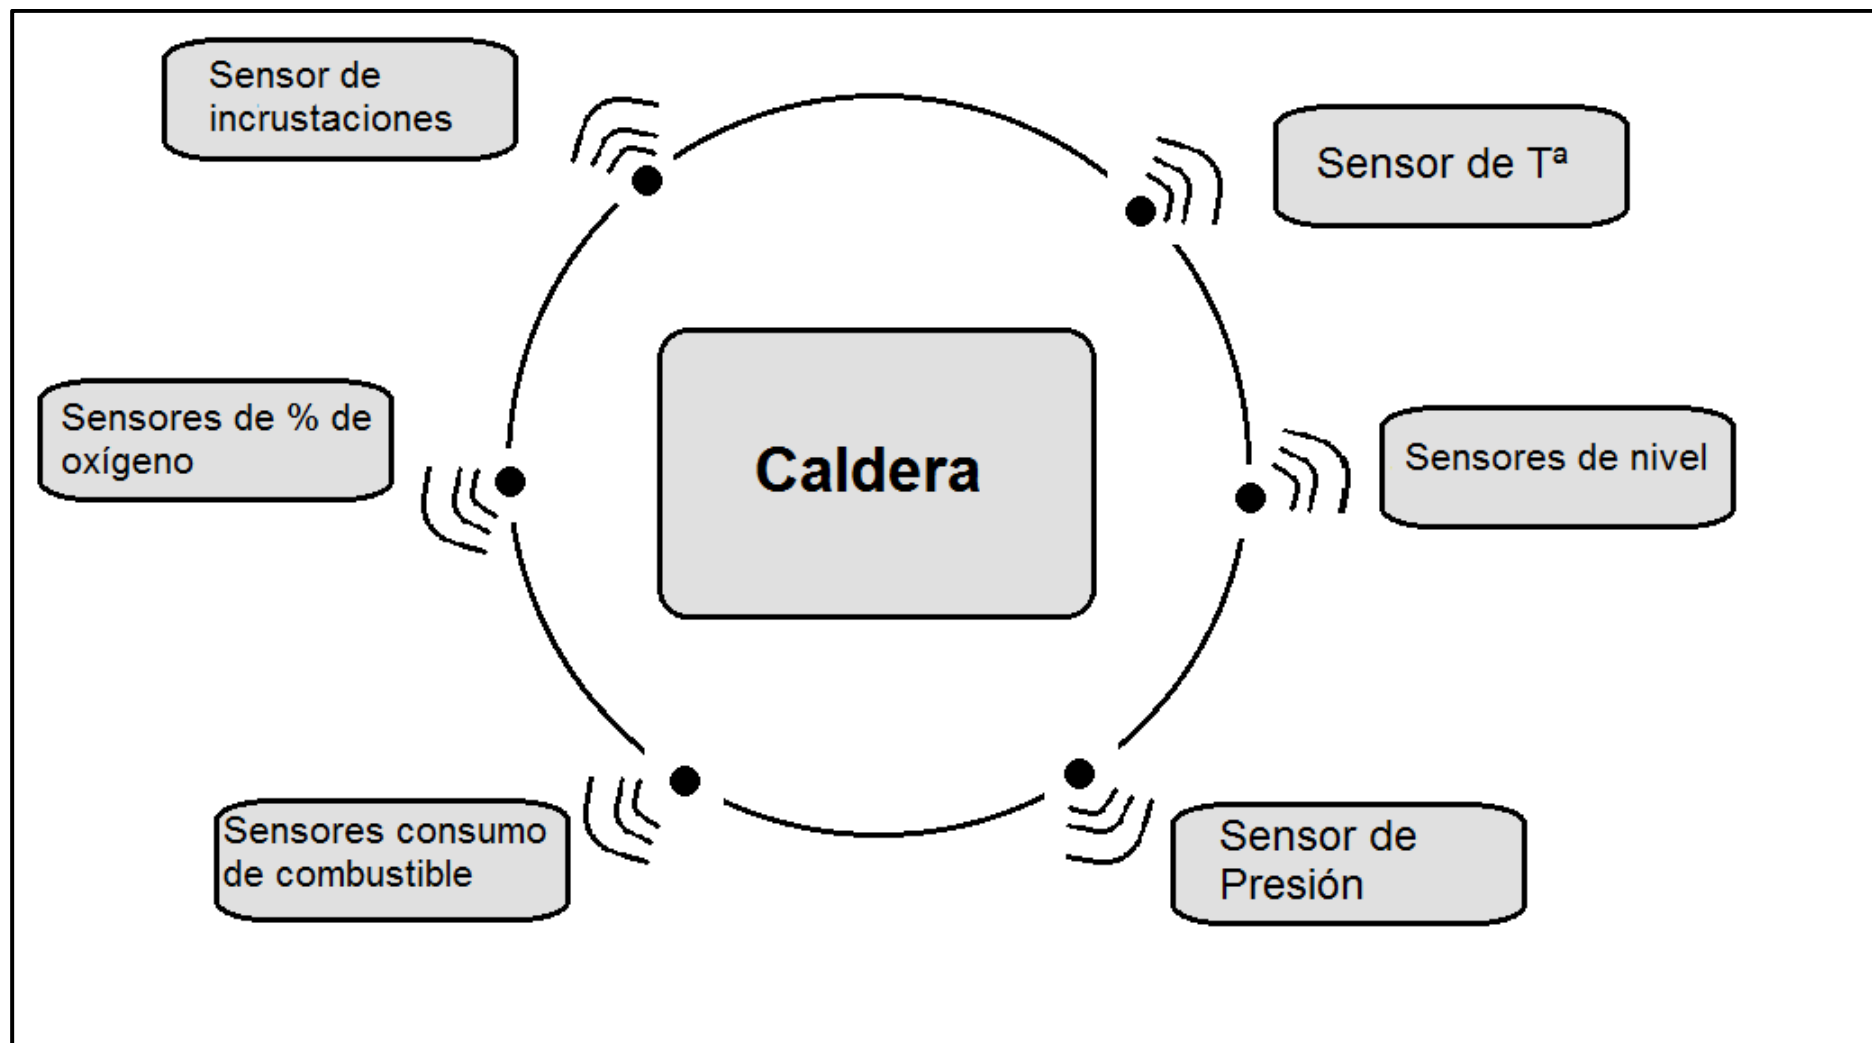 Sensor de
incrustaciones
Sensor de Tª
Sensores de % de
oxígeno
Caldera
Sensores de nivel
Sensores consumo
de combustible
Sensor de
Presión